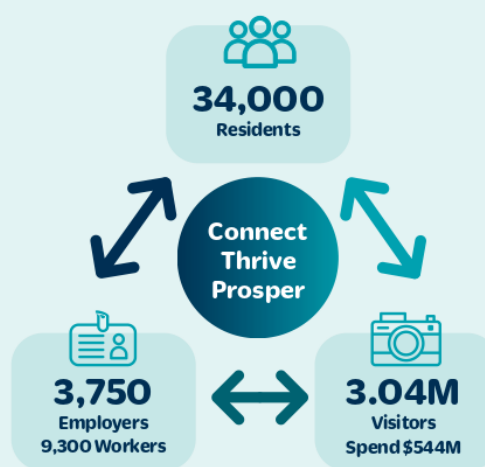 34,000
Residents
Connect
Thrive
Prosper
3,750
Employers
9,300 Workers
3.04M
Visitors
Spend $544M